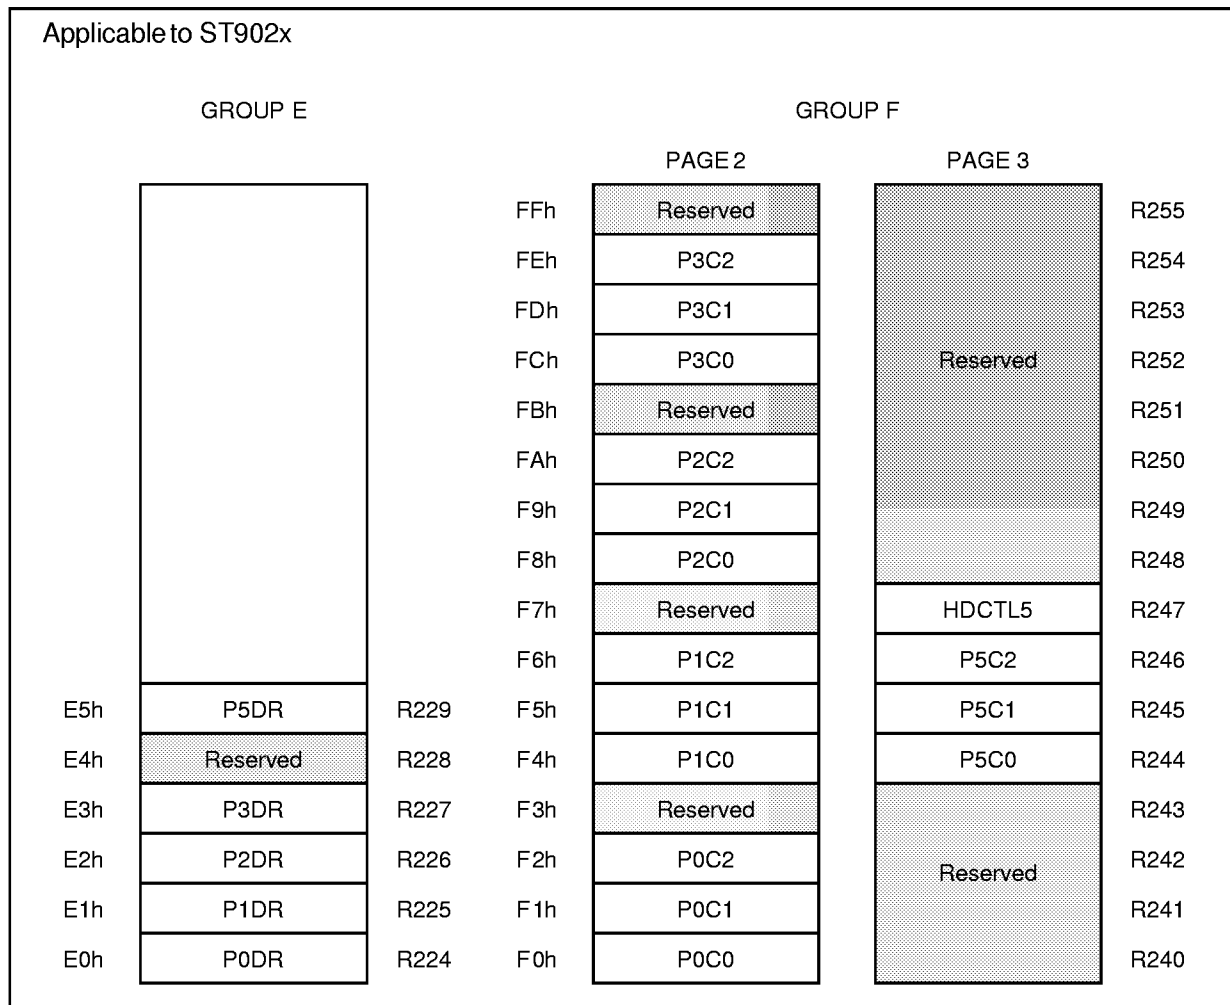 Applicable to ST902x
GROUP E GROUP F
PAGE 2 PAGE 3
FFh Reserved R255
FEh P3C2 R254
FDh P3C1 R253
FCh P3C0 Reserved R252
FBh Reserved R251
FAh P2C2 R250
F9h P2C1 R249
F8h P2C0 R248
F7h Reserved HDCTL5 R247
F6h P1C2 P5C2 R246
E5h P5DR R229 F5h P1C1 P5C1 R245
E4h Reserved R228 F4h P1C0 P5C0 R244
E3h P3DR R227 F3h Reserved R243
E2h P2DR R226 F2h P0C2 Reserved R242
E1h P1DR R225 F1h P0C1 R241
E0h P0DR R224 F0h P0C0 R240